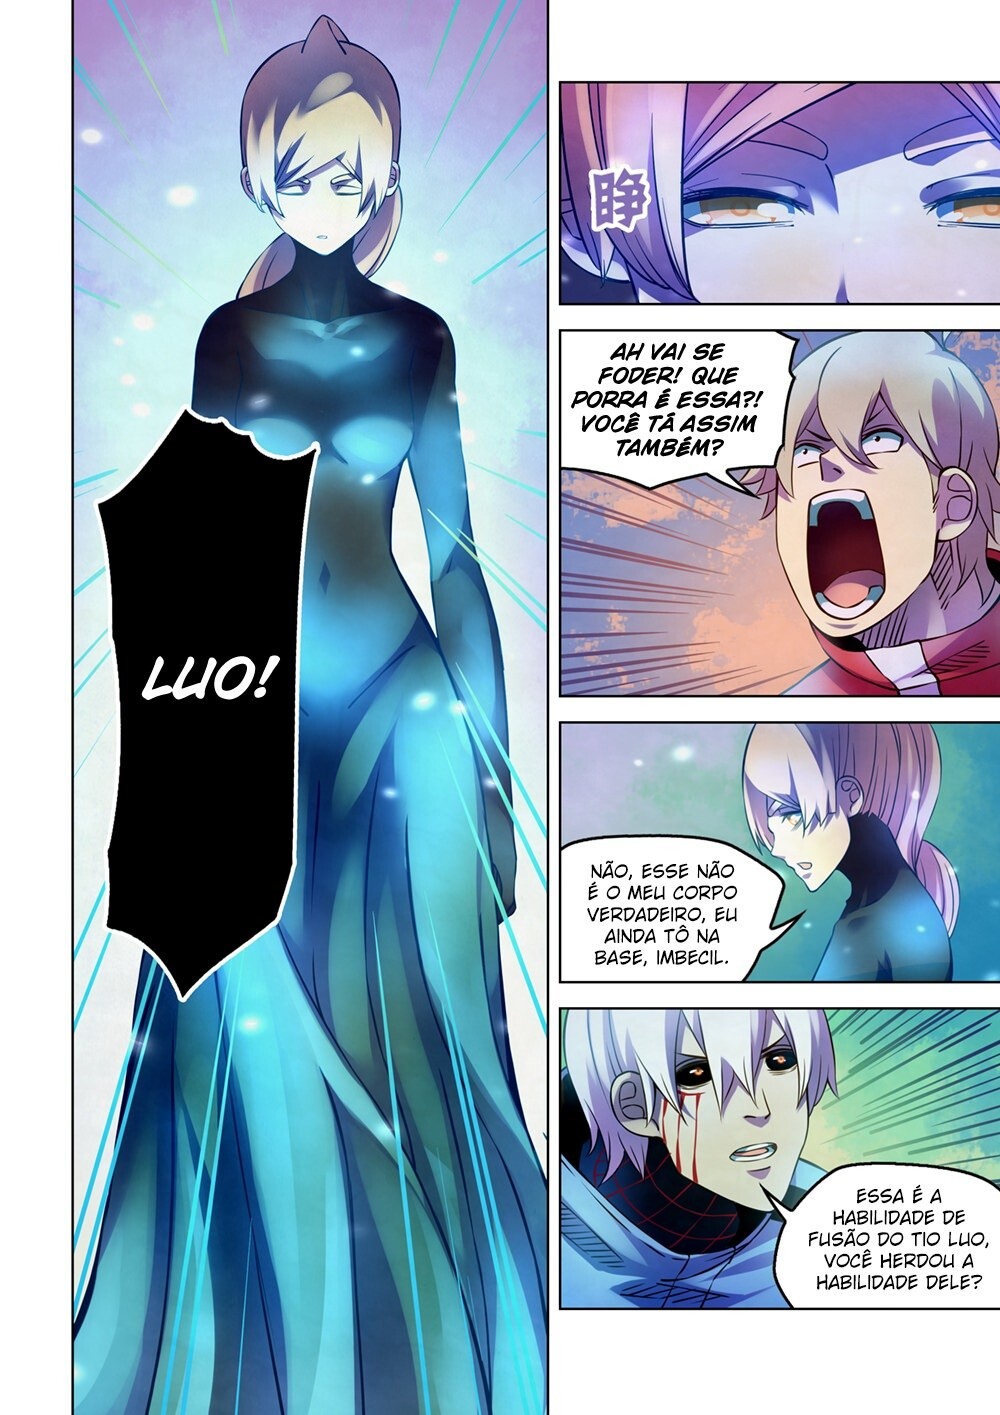 睁
AH VAI SE
FODER! QUE
PORRA É ESSA?!
VOCÊ TÁ ASSIM
TAMBÉM?
LUO!
NÃO, ESSE NÃO
É O MEU CORPO
VERDADEIRO, EU
AINDA TÔ NA
BASE, IMBECIL.
ESSA É A
HABILIDADE DE
FUSÃO DO TIO LUO,
VOCÊ HERDOU A
HABILIDADE DELE?